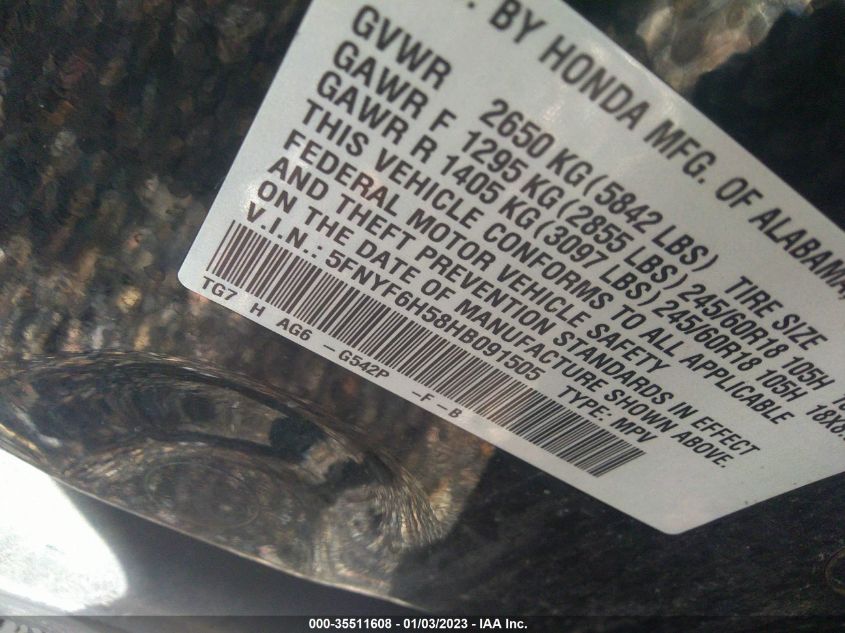 . BY HONDA MFG. OF ALABAMA,
GVWR 2650 KG (5842 LBS) TIRE SIZE
GAWR F 1295 KG (2855 LBS) 245/60R18 105H
GAWR R 1405 KG (3097 LBS) 245/60R18 105H 18X8
THIS VEHICLE CONFORMS TO ALL APPLICABLE
FEDERAL MOTOR VEHICLE SAFETY
AND THEFT PREVENTION STANDARDS IN EFFECT
ON THE DATE OF MANUFACTURE SHOWN ABOVE.
V.I.N.: 5FNYF6H58HB091505 TYPE: MPV
TG7 H AG6 - G542P -F-B
000-35511608 - 01/03/2023 - IAA Inc.